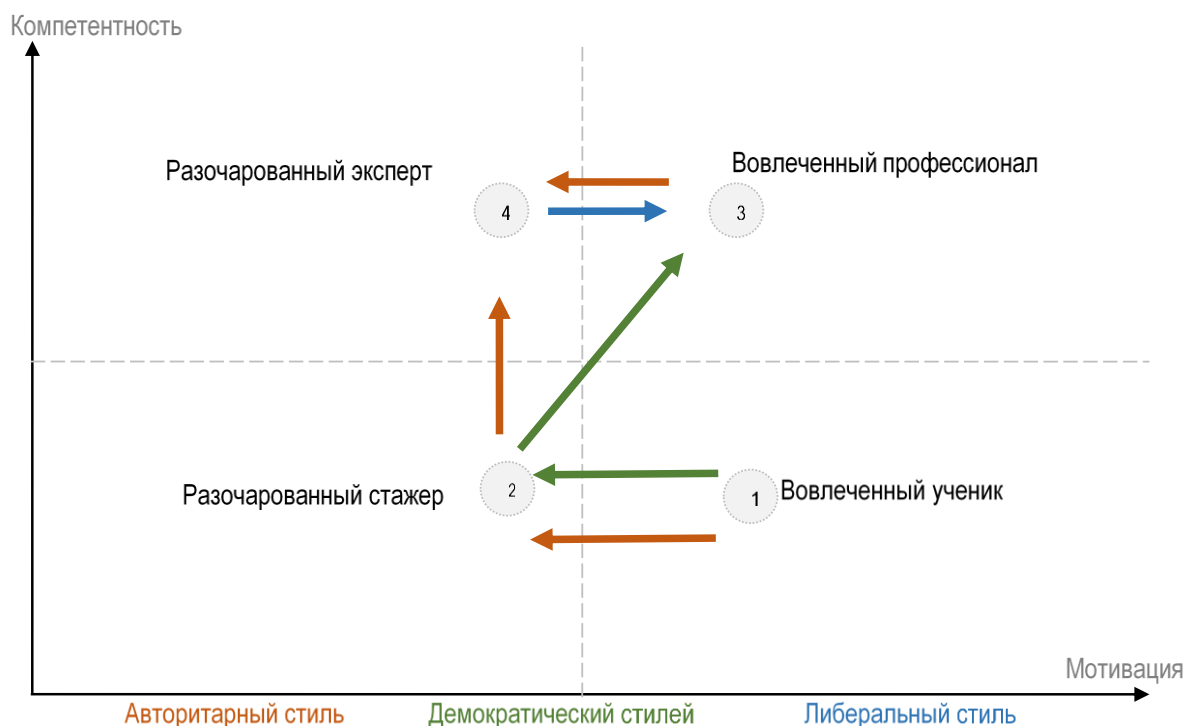 Компетентность
Разочарованный эксперт
Вовлеченный профессионал
4
3
Разочарованный стажер
2
1
Вовлеченный ученик
Мотивация
Авторитарный стиль
Демократический стилей
Либеральный стиль